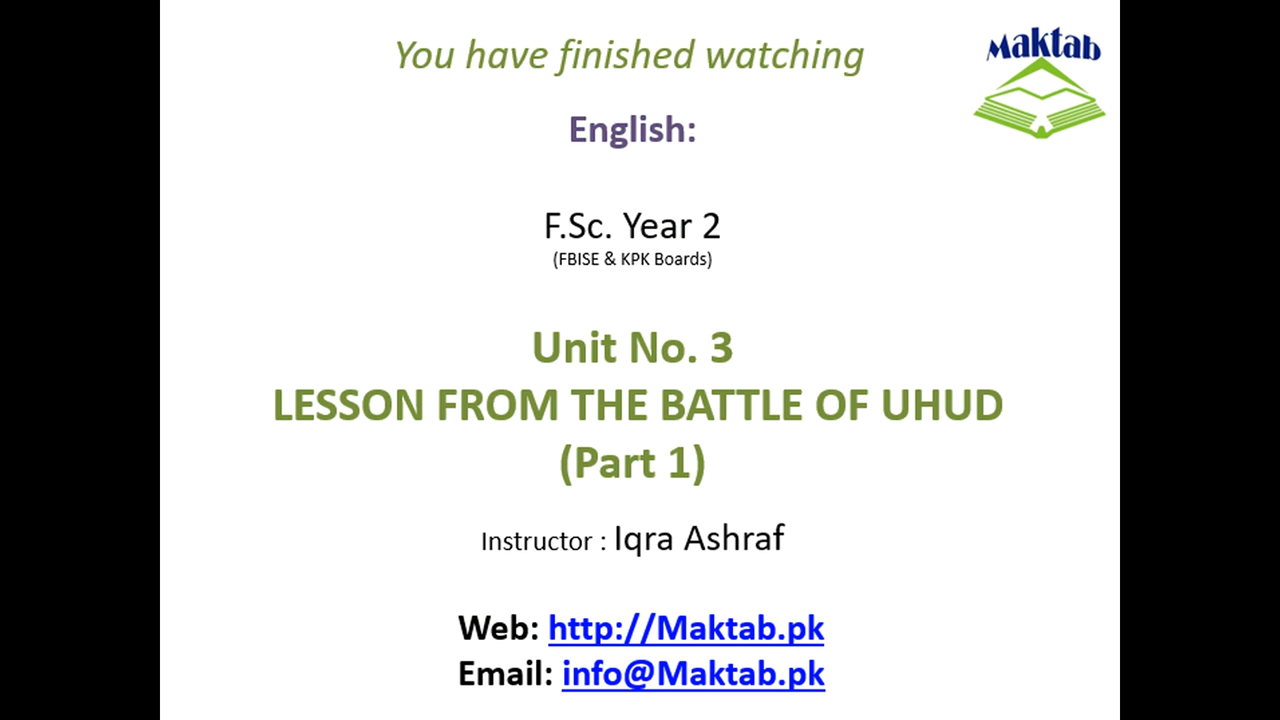 You have finished watching
Maktab
English:
F.Sc. Year 2
(FBISE & KPK Boards)
Unit No. 3
LESSON FROM THE BATTLE OF UHUD
(Part 1)
Instructor : Iqra Ashraf
Web: http://Maktab.pk
Email: info@Maktab.pk